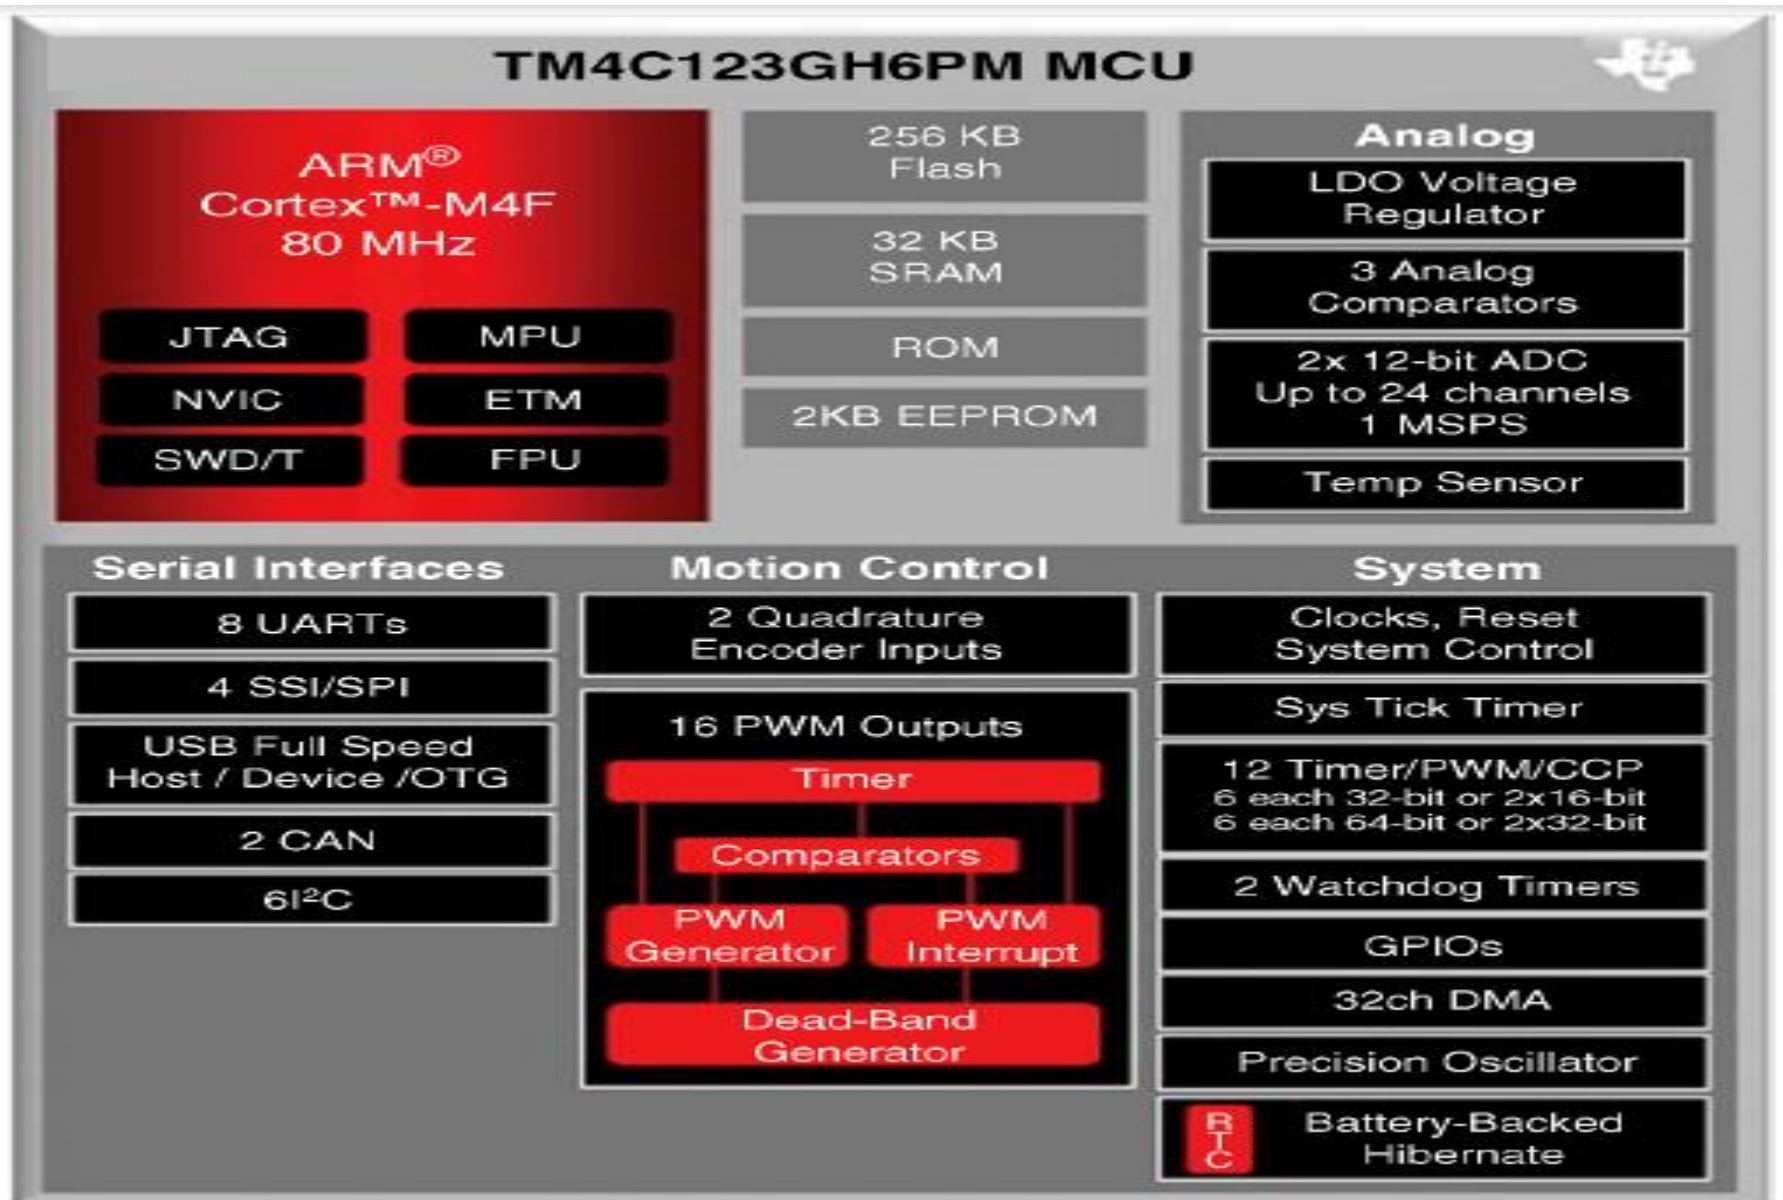 TM4C123GH6PM MCU
ARM®
Cortex™-M4F
80 MHz
JTAG
MPU
NVIC
ETM
SWD/T
FPU
256 KB
Flash
32 KB
SRAM
ROM
2KB EEPROM
Analog
LDO Voltage
Regulator
3 Analog
Comparators
2x 12-bit ADC
Up to 24 channels
1 MSPS
Temp Sensor
Serial Interfaces
8 UARTs
4 SSI/SPI
USB Full Speed
Host / Device /OTG
2 CAN
6I²C
Motion Control
2 Quadrature
Encoder Inputs
16 PWM Outputs
Timer
Comparators
PWM
Generator
PWM
Interrupt
Dead-Band
Generator
System
Clocks, Reset
System Control
Sys Tick Timer
12 Timer/PWM/CCP
6 each 32-bit or 2x16-bit
6 each 64-bit or 2x32-bit
2 Watchdog Timers
GPIOs
32ch DMA
Precision Oscillator
RTC
Battery-Backed
Hibernate